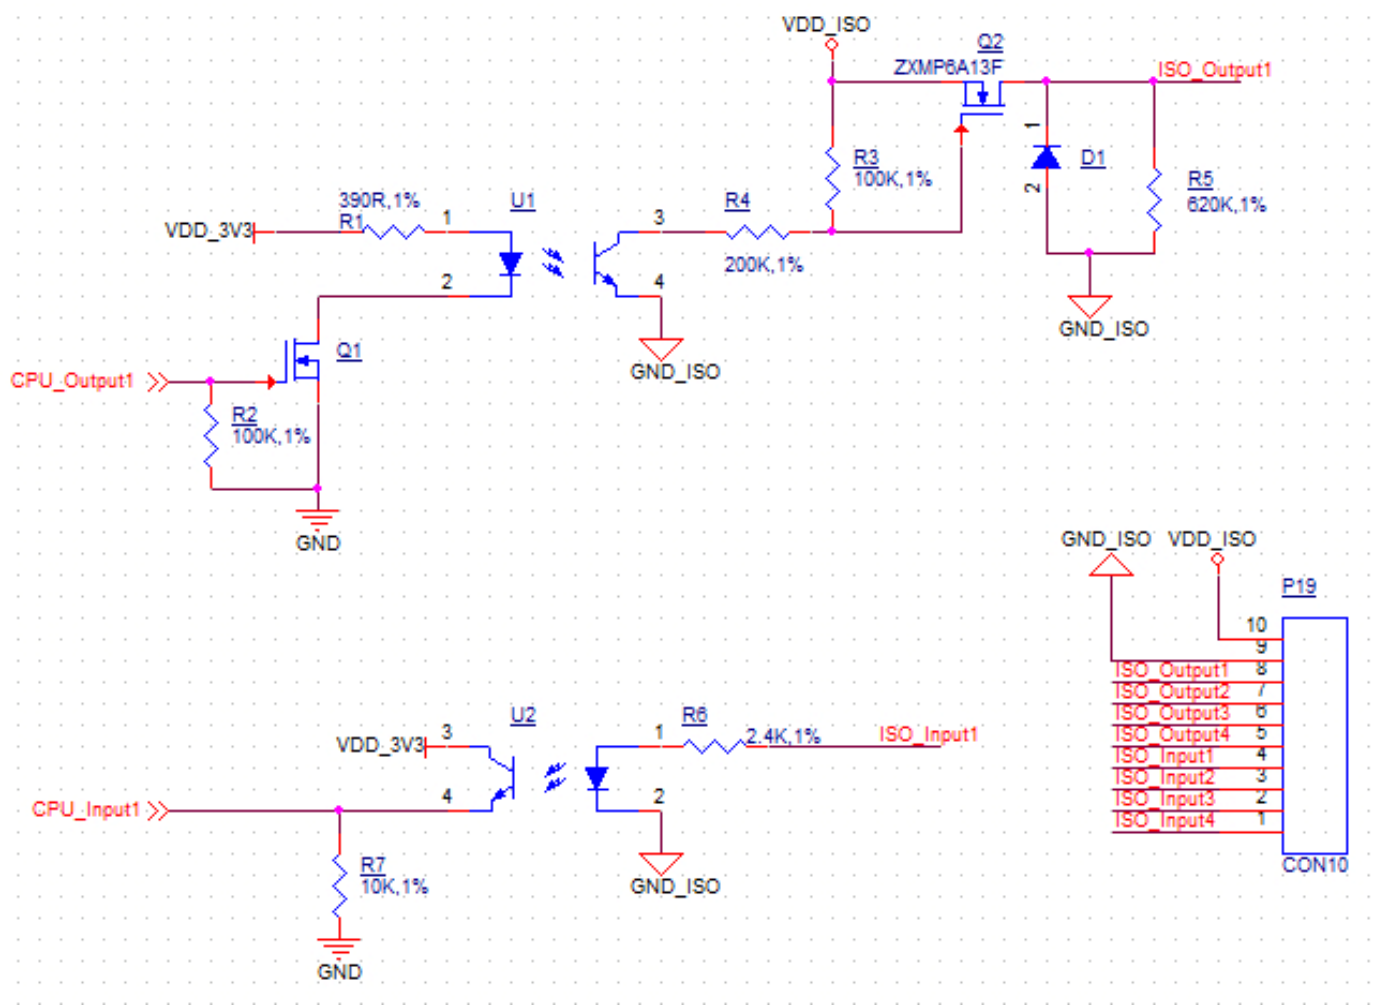 VDD_ISO
Q2
ZXMP6A13F
ISO_Output1
1
D1
2
R3
100K,1%
R5
620K,1%
390R,1%
R1
VDD_3V3
1
U1
3
R4
200K,1%
2
4
GND_ISO
GND_ISO
Q1
CPU_Output1
R2
100K,1%
GND
GND_ISO
VDD_ISO
P19
10
9
ISO_Output1 8
ISO_Output2 7
ISO_Output3 6
ISO_Output4 5
ISO_Input1 4
ISO_Input2 3
ISO_Input3 2
ISO_Input4 1
CON10
VDD_3V3
3
U2
1
R6
2.4K,1%
ISO_Input1
CPU_Input1
4
2
R7
10K,1%
GND_ISO
GND